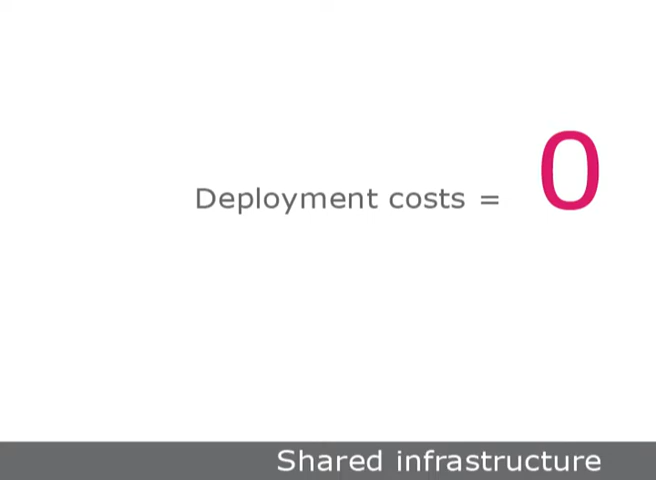 Deployment costs = 0
Shared infrastructure